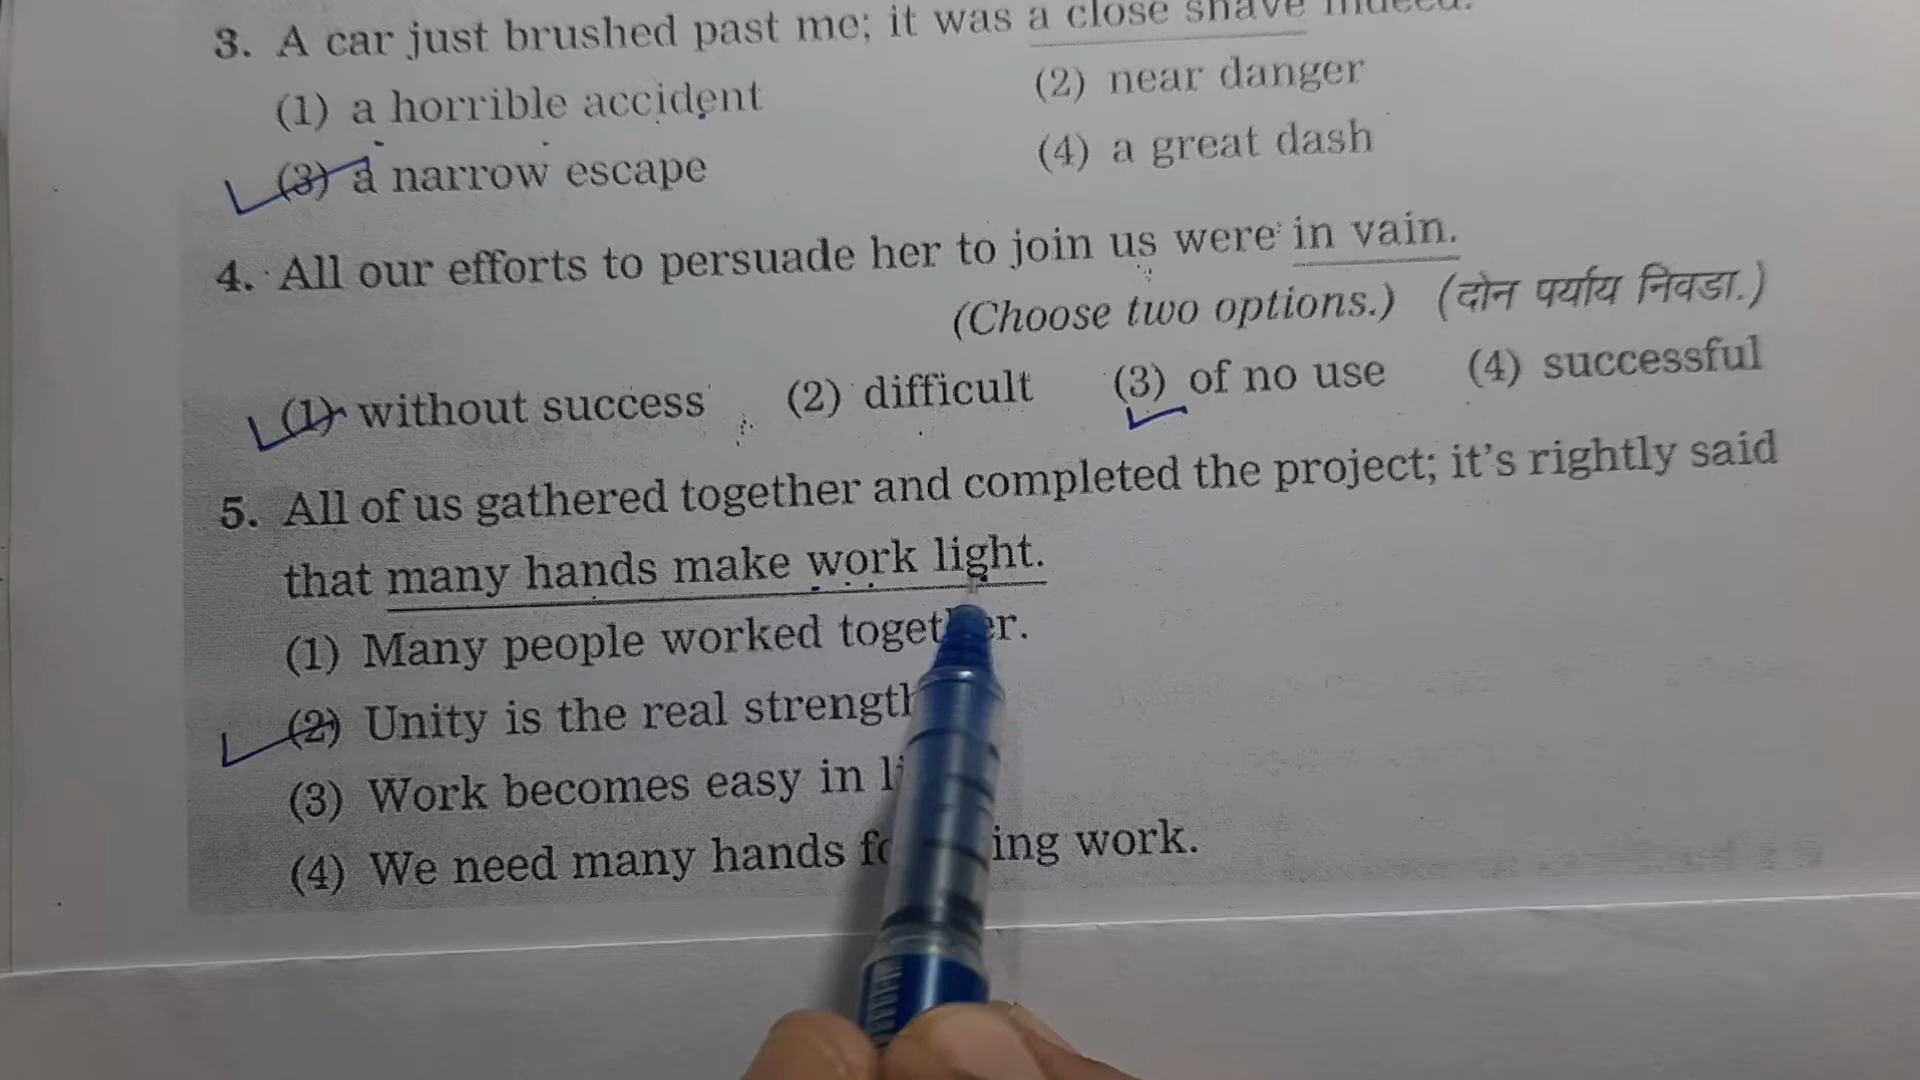 3. A car just brushed past me; it was a close shave indeed.
(1) a horrible accident (2) near danger
(3) a narrow escape (4) a great dash
4. All our efforts to persuade her to join us were in vain.
(Choose two options.) (दोन पर्याय निवडा.)
(1) without success (2) difficult (3) of no use (4) successful
5. All of us gathered together and completed the project; it's rightly said
that many hands make work light.
(1) Many people worked together.
(2) Unity is the real strength
(3) Work becomes easy in
(4) We need many hands work.